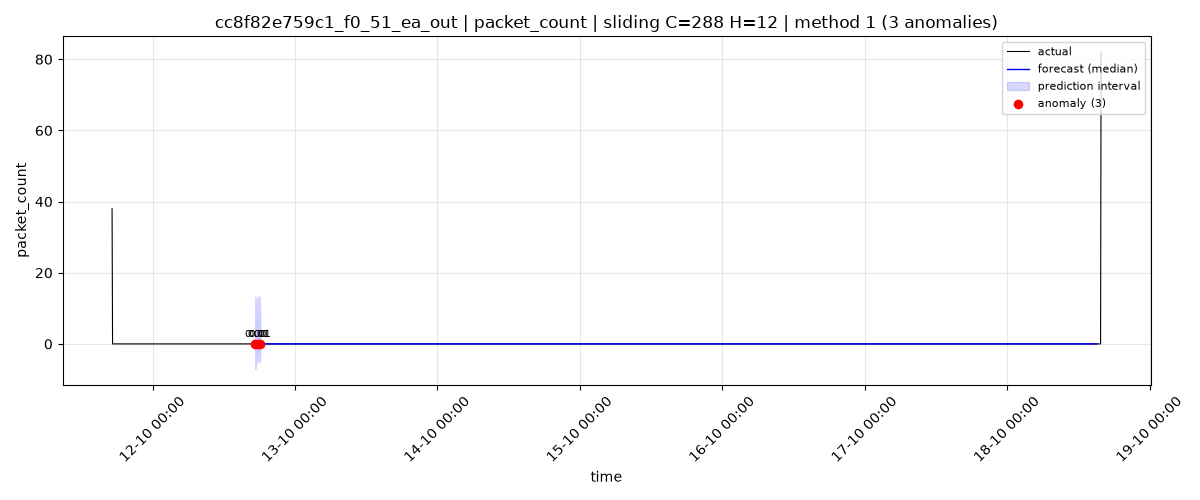 cc8f82e759c1_f0_51_ea_out | packet_count | sliding C=288 H=12 | method 1 (3 anomalies)
actual
forecast (median)
prediction interval
anomaly (3)
packet_count
80
60
40
20
0
12-10 00:00
13-10 00:00
14-10 00:00
15-10 00:00
16-10 00:00
17-10 00:00
18-10 00:00
19-10 00:00
time